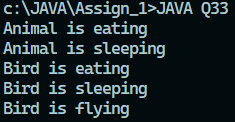 c:\JAVA\Assign_1>JAVA Q33
Animal is eating
Animal is sleeping
Bird is eating
Bird is sleeping
Bird is flying